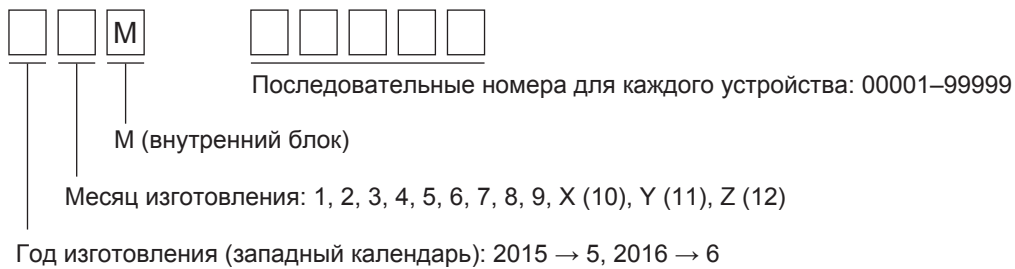 М
Последовательные номера для каждого устройства: 00001–99999
М (внутренний блок)
Месяц изготовления: 1, 2, 3, 4, 5, 6, 7, 8, 9, X (10), Y (11), Z (12)
Год изготовления (западный календарь): 2015 → 5, 2016 → 6